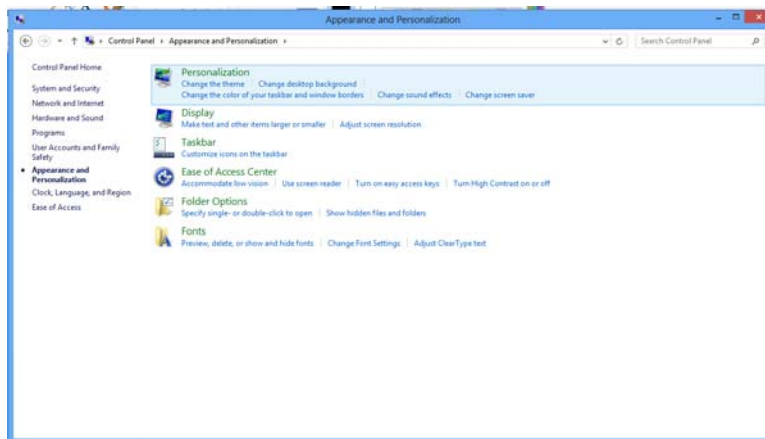 Appearance and Personalization
Control Panel Appearance and Personalization
Search Control Panel
Control Panel Home
System and Security
Network and Internet
Hardware and Sound
Programs
User Accounts and Family
Safety
Appearance and
Personalization
Clock, Language, and Region
Ease of Access
Personalization
Change the theme Change desktop background
Change the color of your taskbar and window borders Change sound effects Change screen saver
Display
Make text and other items larger or smaller Adjust screen resolution
Taskbar
Customize icons on the taskbar
Ease of Access Center
Accommodate low vision Use screen reader Turn on easy access keys Turn High Contrast on or off
Folder Options
Specify single- or double-click to open Show hidden files and folders
Fonts
Preview, delete, or show and hide fonts Change Font Settings Adjust ClearType text